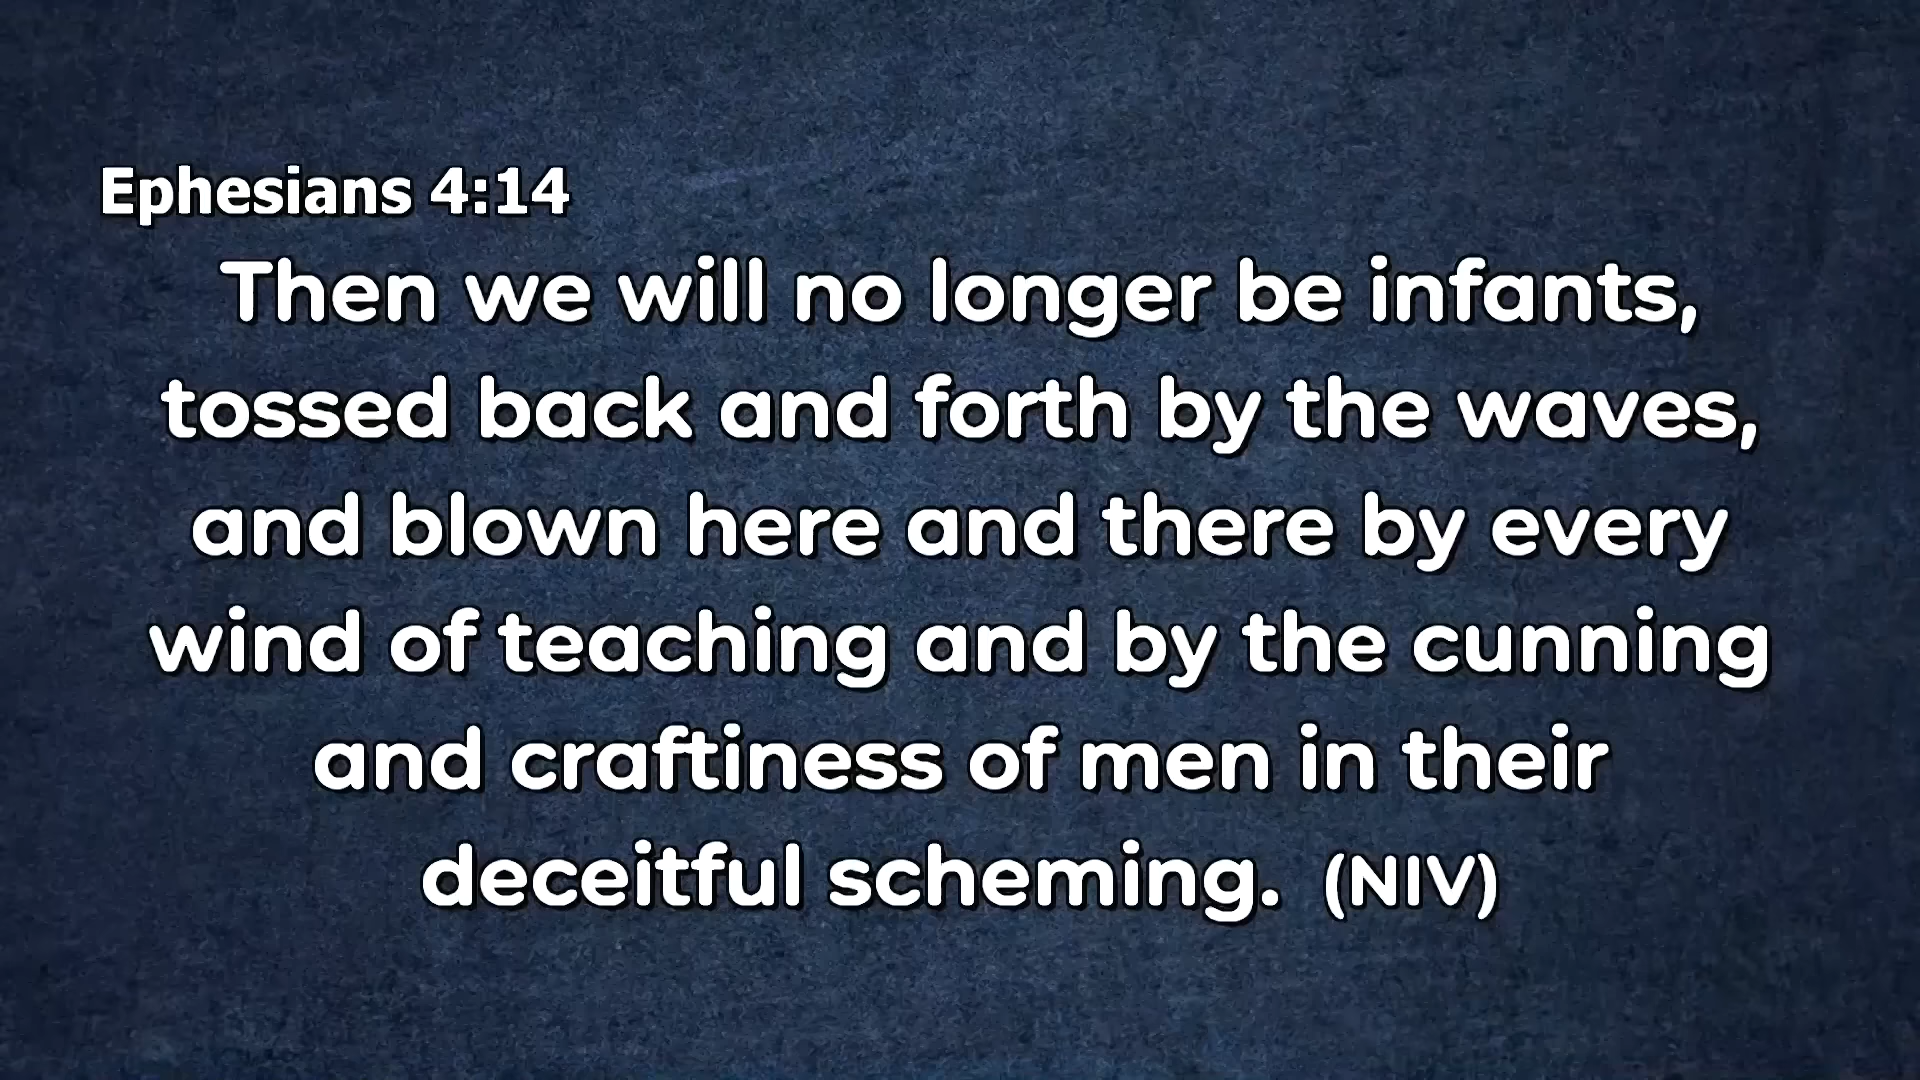 Ephesians 4:14
Then we will no longer be infants,
tossed back and forth by the waves,
and blown here and there by every
wind of teaching and by the cunning
and craftiness of men in their
deceitful scheming. (NIV)